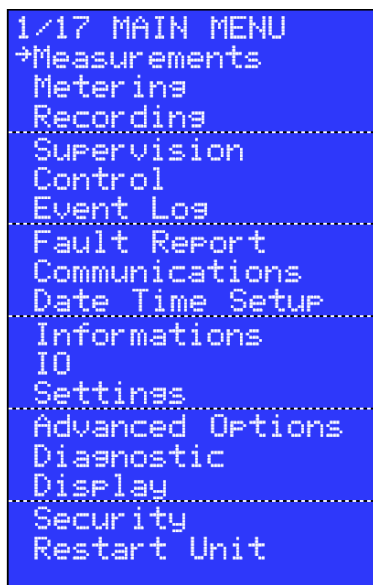 1/17 MAIN MENU
→Measurements
Metering
Recording
Supervision
Control
Event Log
Fault Report
Communications
Date Time Setup
Informations
IO
Settings
Advanced Options
Diagnostic
Display
Security
Restart Unit